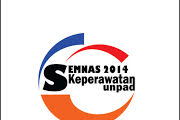 SEMNAS 2014
Keperawatan
unpad